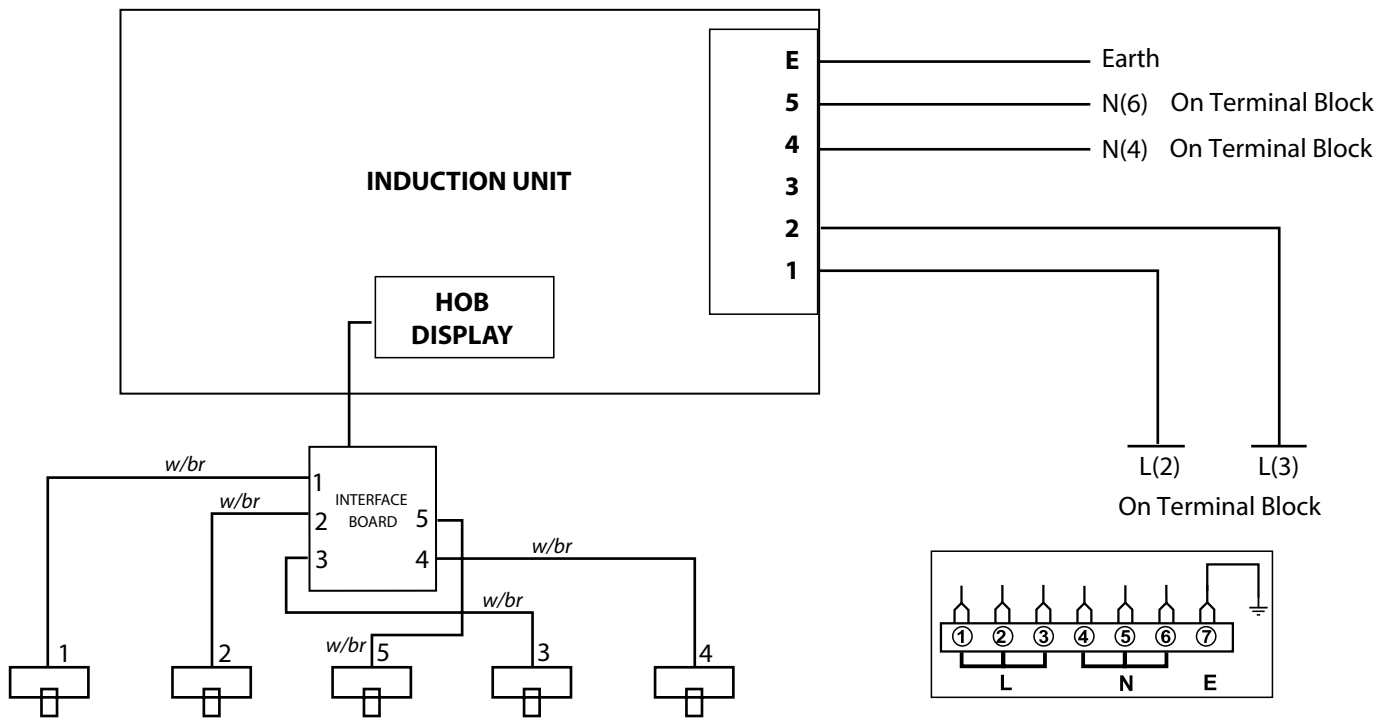 E
Earth
5
N(6) On Terminal Block
4
N(4) On Terminal Block
INDUCTION UNIT
3
2
1
HOB
DISPLAY
L(2)
L(3)
On Terminal Block
w/br
1
w/br
2
INTERFACE
BOARD
5
3
4
w/br
w/br
w/br
1
2
5
3
4
1
2
3
4
5
6
7
L
N
E